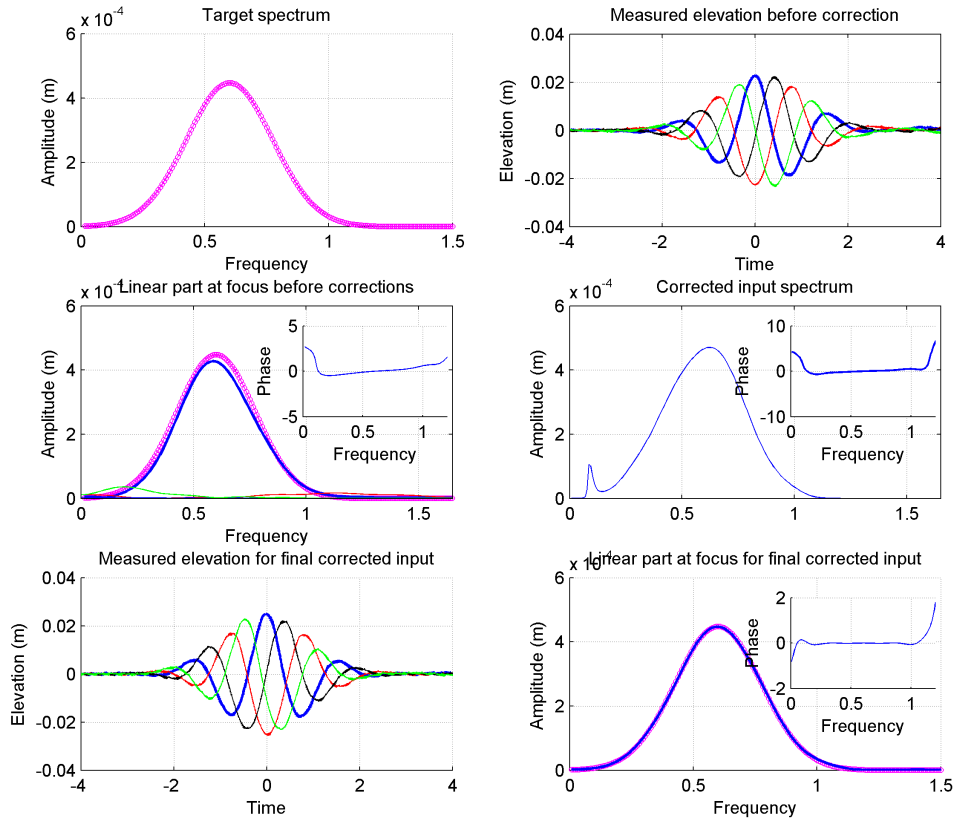 x 10^-4
Target spectrum
6
4
2
0
0
0.5
1
1.5
Amplitude (m)
Frequency
Measured elevation before correction
0.04
0.02
0
-0.02
-0.04
-4
-2
0
2
4
Elevation (m)
Time
x 10^-4
Linear part at focus before corrections
6
4
2
0
0
0.5
1
1.5
Amplitude (m)
Frequency
5
0
-5
0
0.5
1
Phase
Frequency
x 10^-4
Corrected input spectrum
6
4
2
0
0
0.5
1
1.5
Amplitude (m)
10
0
-10
0
0.5
1
Phase
Frequency
Measured elevation for final corrected input
0.04
0.02
0
-0.02
-0.04
-4
-2
0
2
4
Elevation (m)
Time
x 10^-4
Linear part at focus for final corrected input
6
4
2
0
0
0.5
1
1.5
Amplitude (m)
Frequency
2
0
-2
0
0.5
1
Phase
Frequency